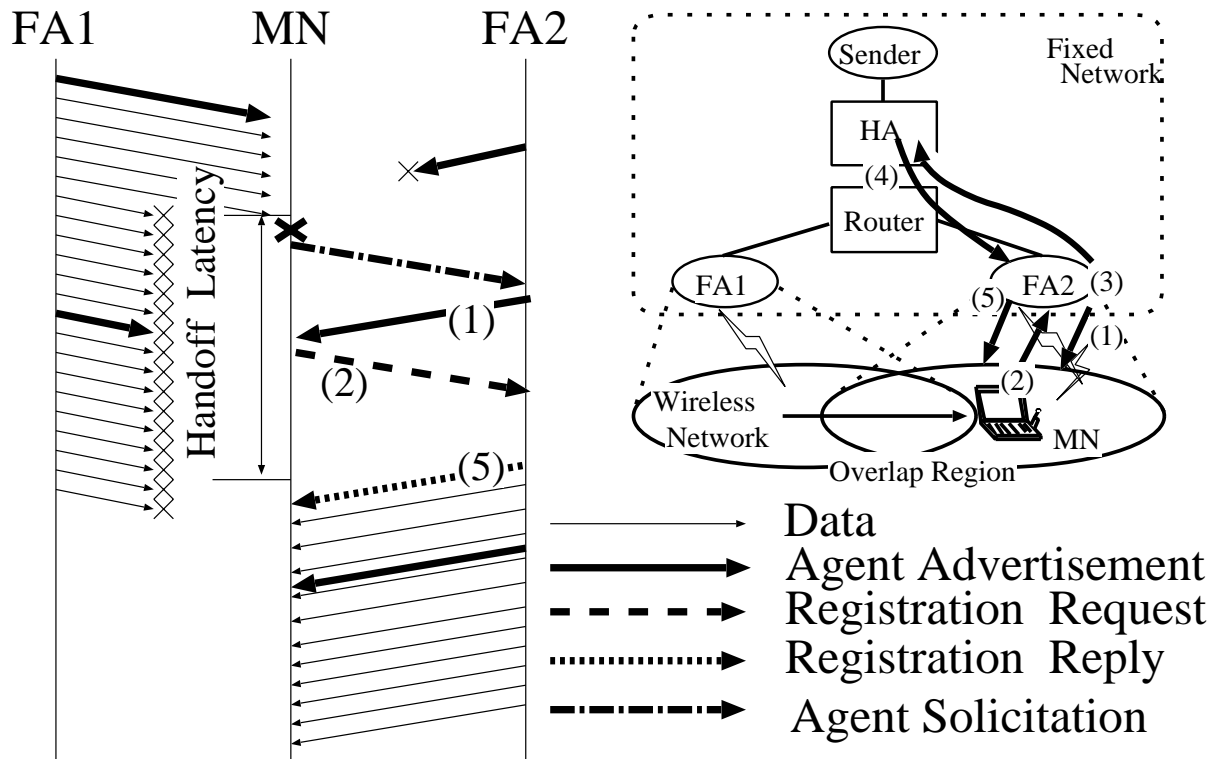 FA1
MN
FA2
Handoff Latency
(1)
(2)
(5)
Sender
Fixed
Network
HA
(4)
Router
FA1
FA2
(3)
(5)
(1)
(2)
Wireless
Network
MN
Overlap Region
Data
Agent Advertisement
Registration Request
Registration Reply
Agent Solicitation